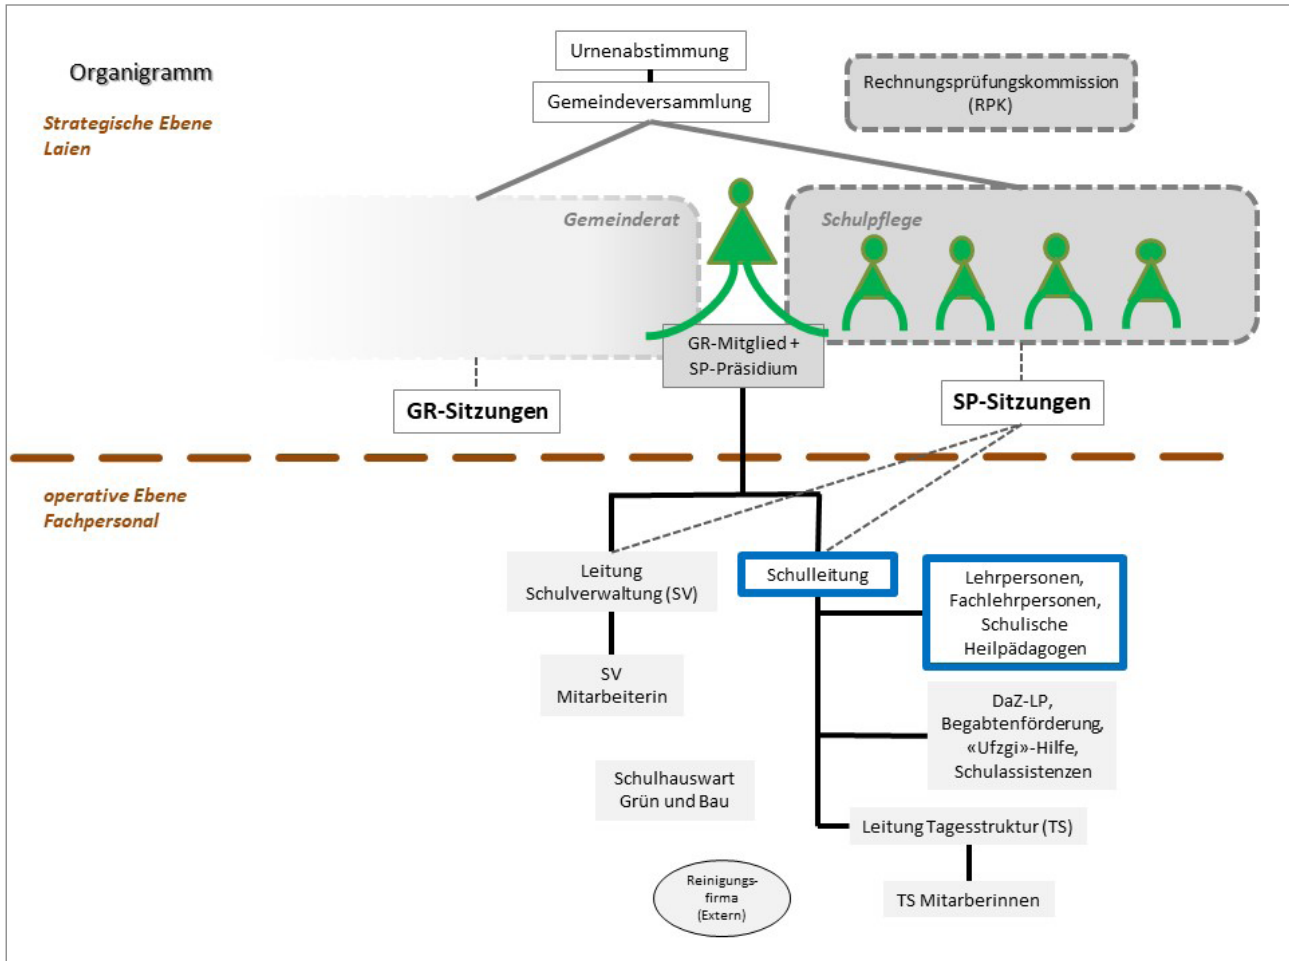 Organigramm
Strategische Ebene
Laien
Urnenabstimmung
Gemeindeversammlung
Rechnungsprüfungskommission
(RPK)
Gemeinderat
Schulpflege
GR-Mitglied +
SP-Präsidium
GR-Sitzungen
SP-Sitzungen
operative Ebene
Fachpersonal
Leitung
Schulverwaltung (SV)
Schulleitung
Lehrpersonen,
Fachlehrpersonen,
Schulische
Heilpädagogen
SV
Mitarbeiterin
DaZ-LP,
Begabtenförderung,
«Ufzgi»-Hilfe,
Schulassistenzen
Schulhauswart
Grün und Bau
Leitung Tagesstruktur (TS)
Reinigungs-
firma
(Extern)
TS Mitarberinnen